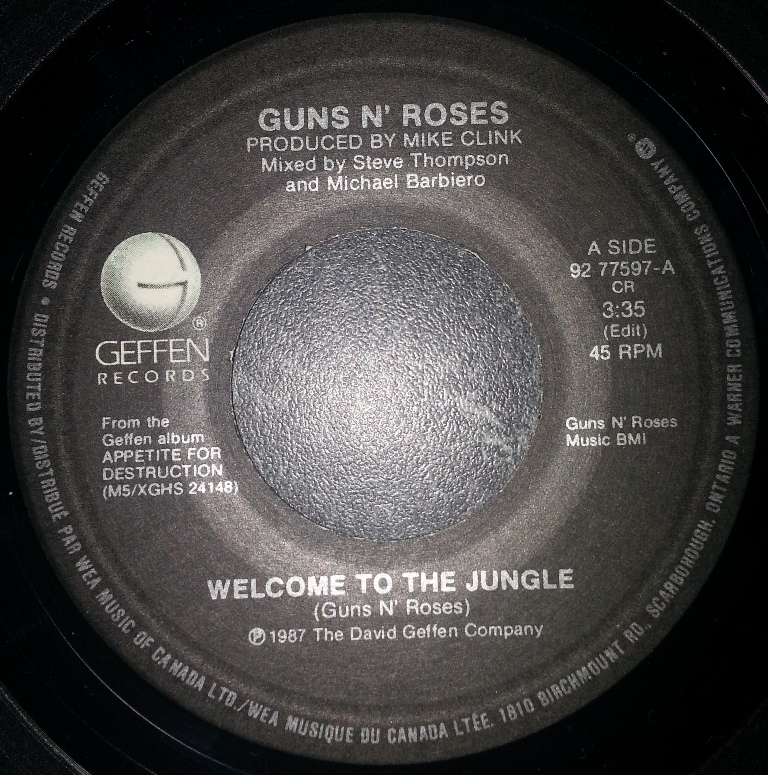 GUNS N' ROSES
PRODUCED BY MIKE CLINK
Mixed by Steve Thompson
and Michael Barbiero
GEFFEN
RECORDS
®
A SIDE
92 77597-A
CR
3:35
(Edit)
45 RPM
From the
Geffen album
APPETITE FOR
DESTRUCTION
(M5/XGHS 24148)
Guns N' Roses
Music BMI
WELCOME TO THE JUNGLE
(Guns N' Roses)
℗ 1987 The David Geffen Company
GEFFEN RECORDS • DISTRIBUTED BY/DISTRIBUÉ PAR WEA MUSIC OF CANADA LTD./WEA MUSIQUE DU CANADA LTÉE. 1810 BIRCHMOUNT RD., SCARBOROUGH, ONTARIO A WARNER COMMUNICATIONS COMPANY